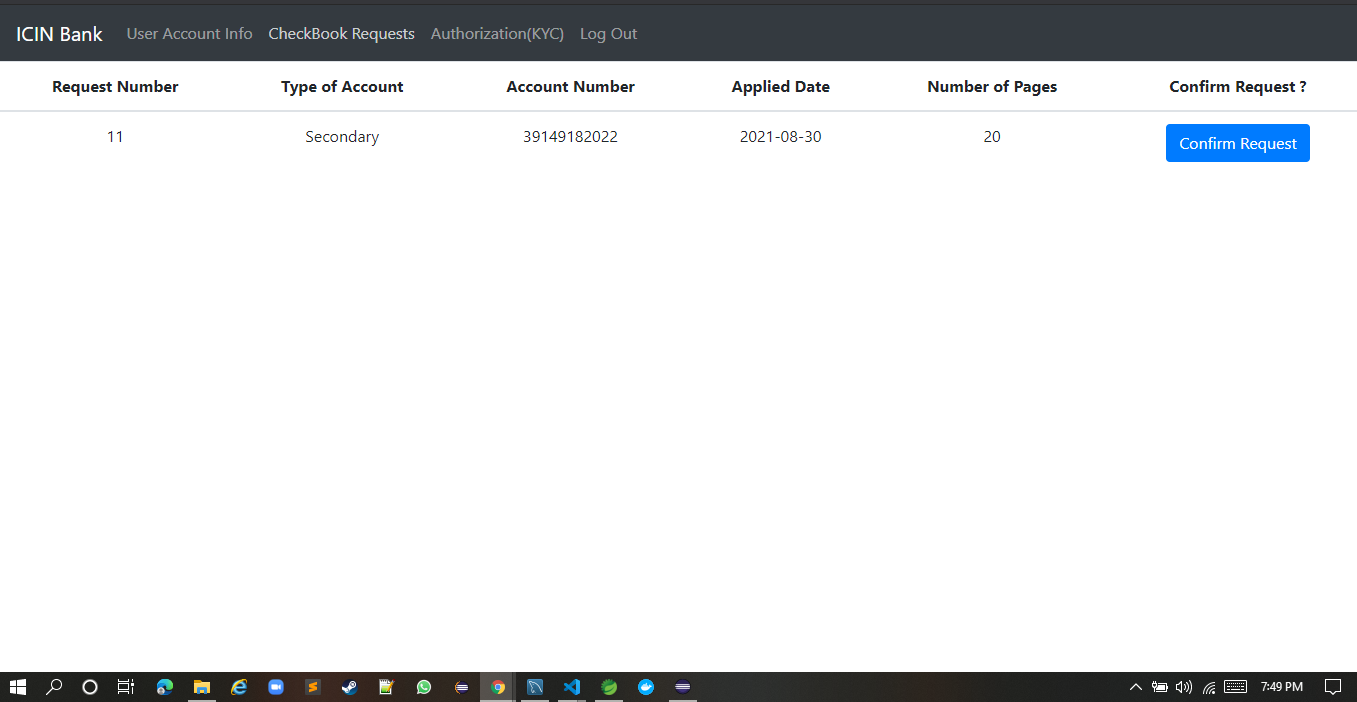 ICIN Bank User Account Info CheckBook Requests Authorization(KYC) Log Out
Request Number Type of Account Account Number Applied Date Number of Pages Confirm Request ?
11 Secondary 39149182022 2021-08-30 20 Confirm Request
7:49 PM